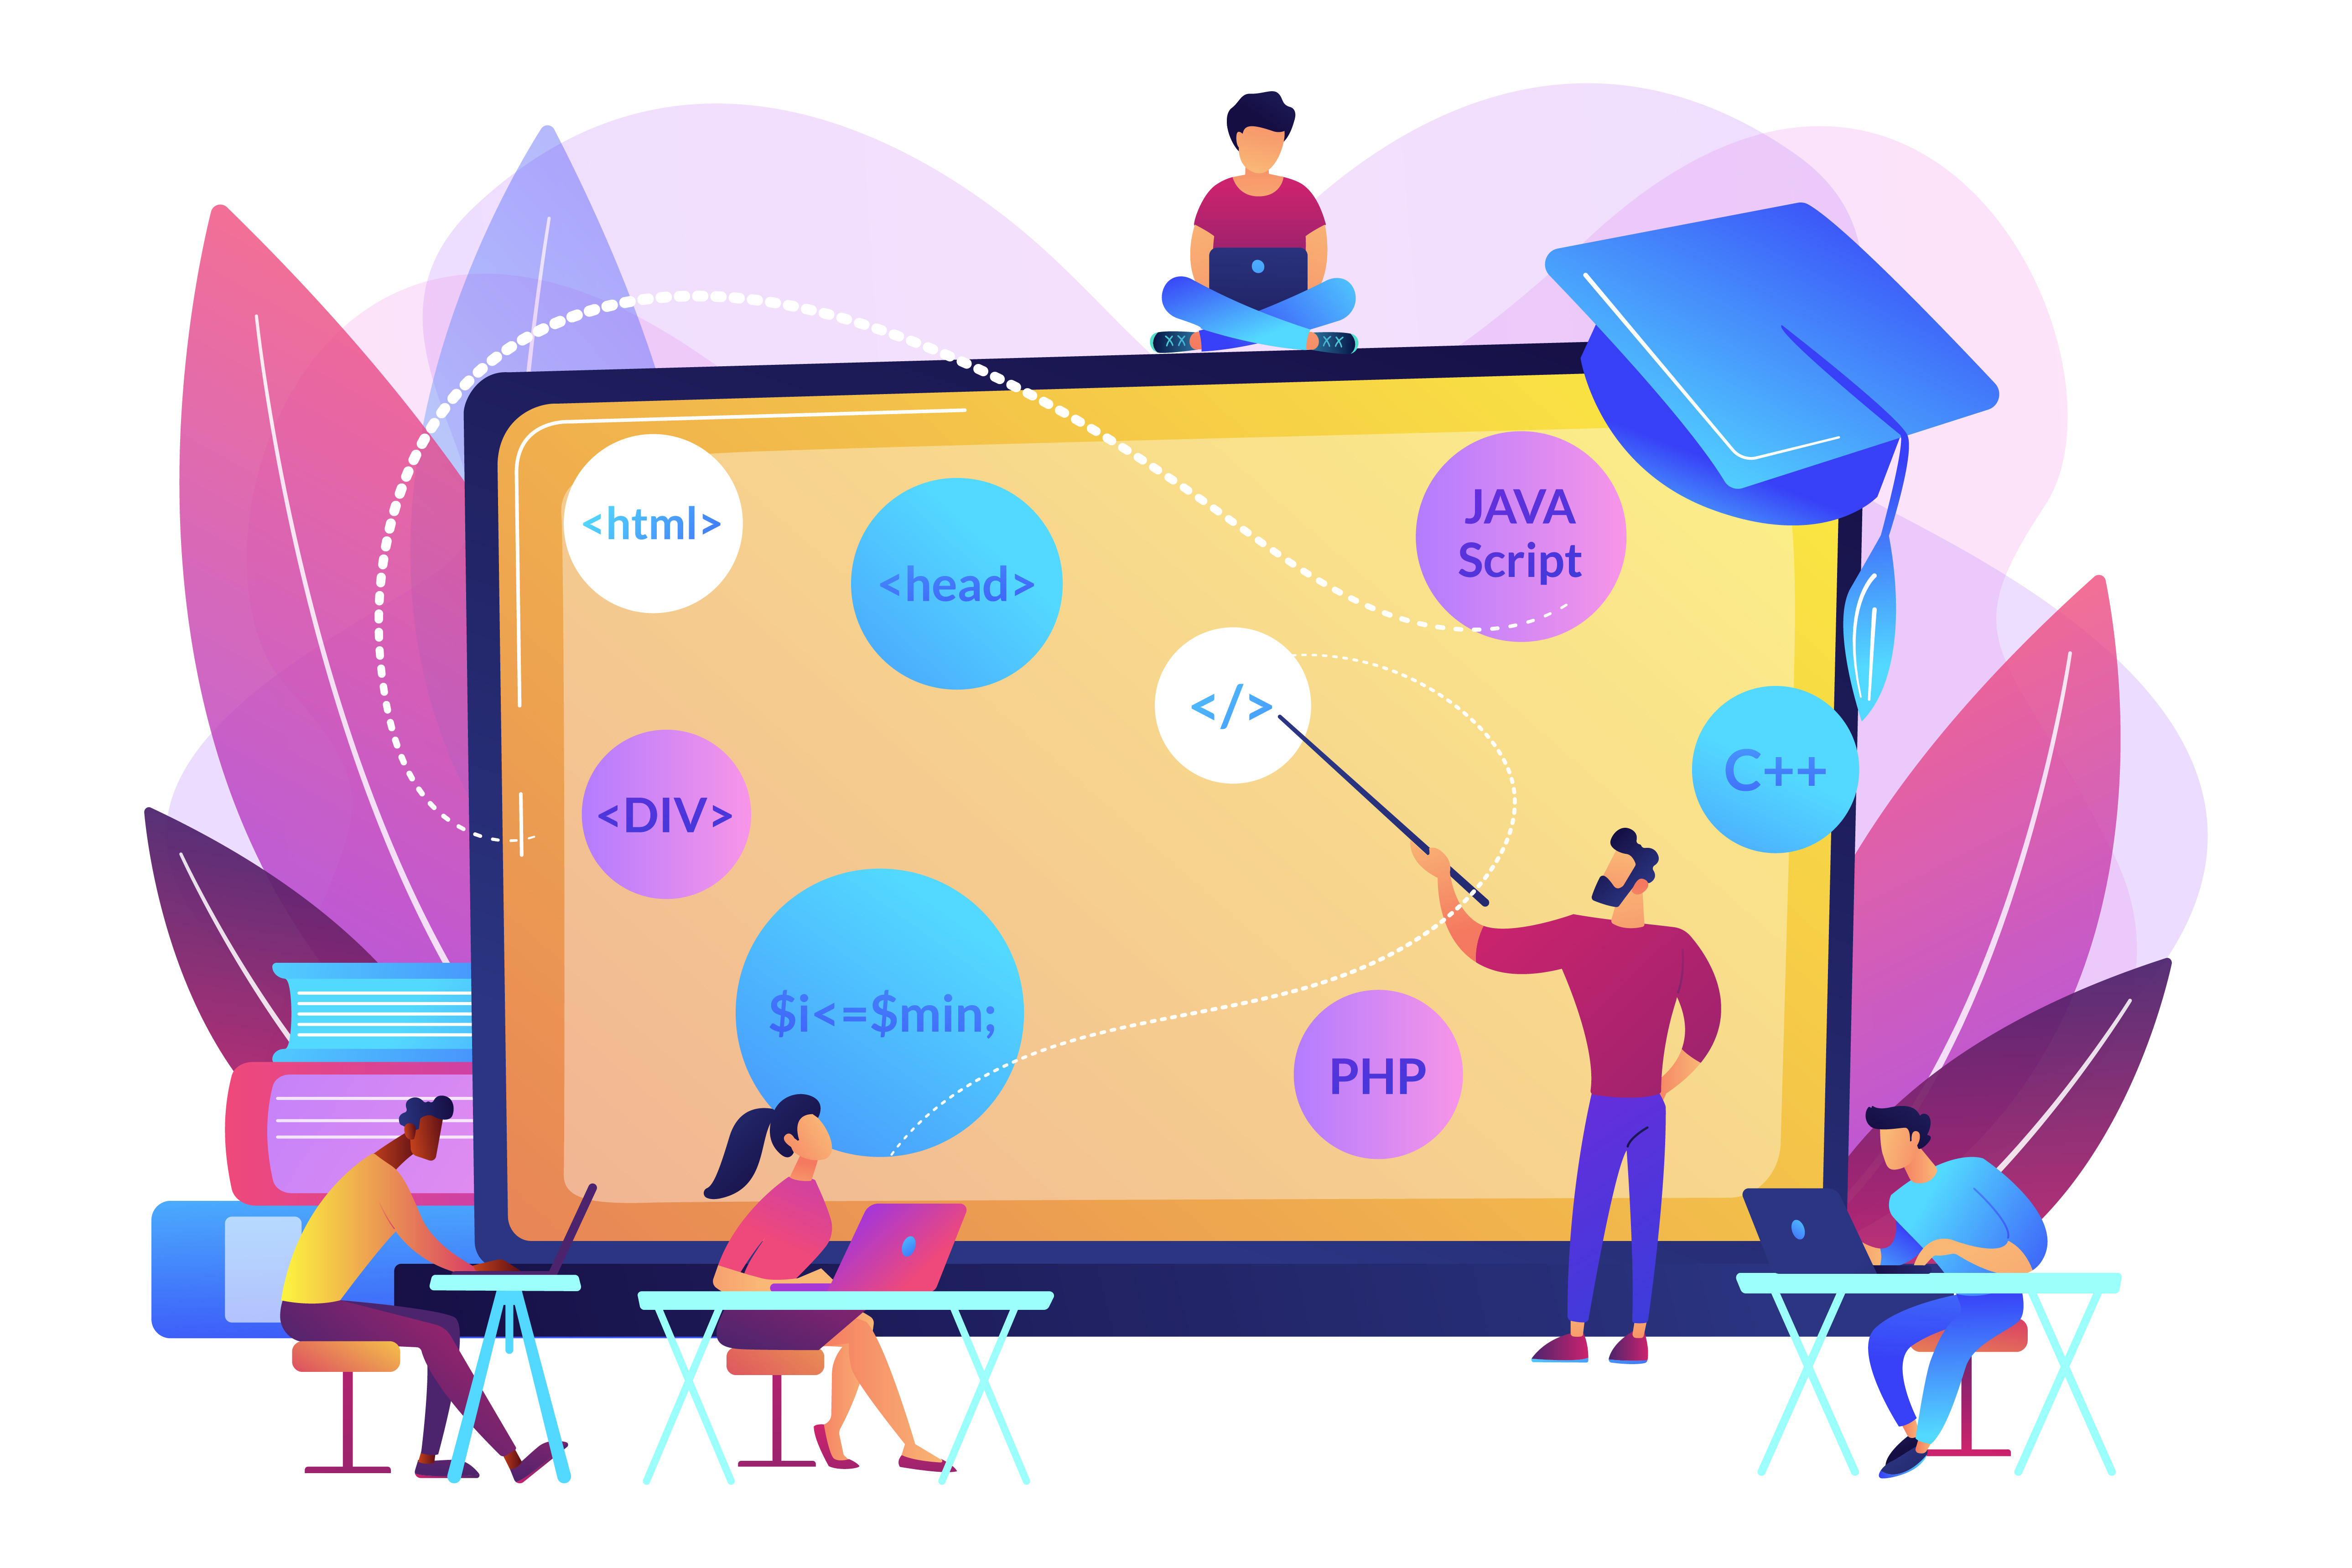 <html>
<head>
JAVA
Script
</>
C++
<DIV>
$i<=$min;
PHP